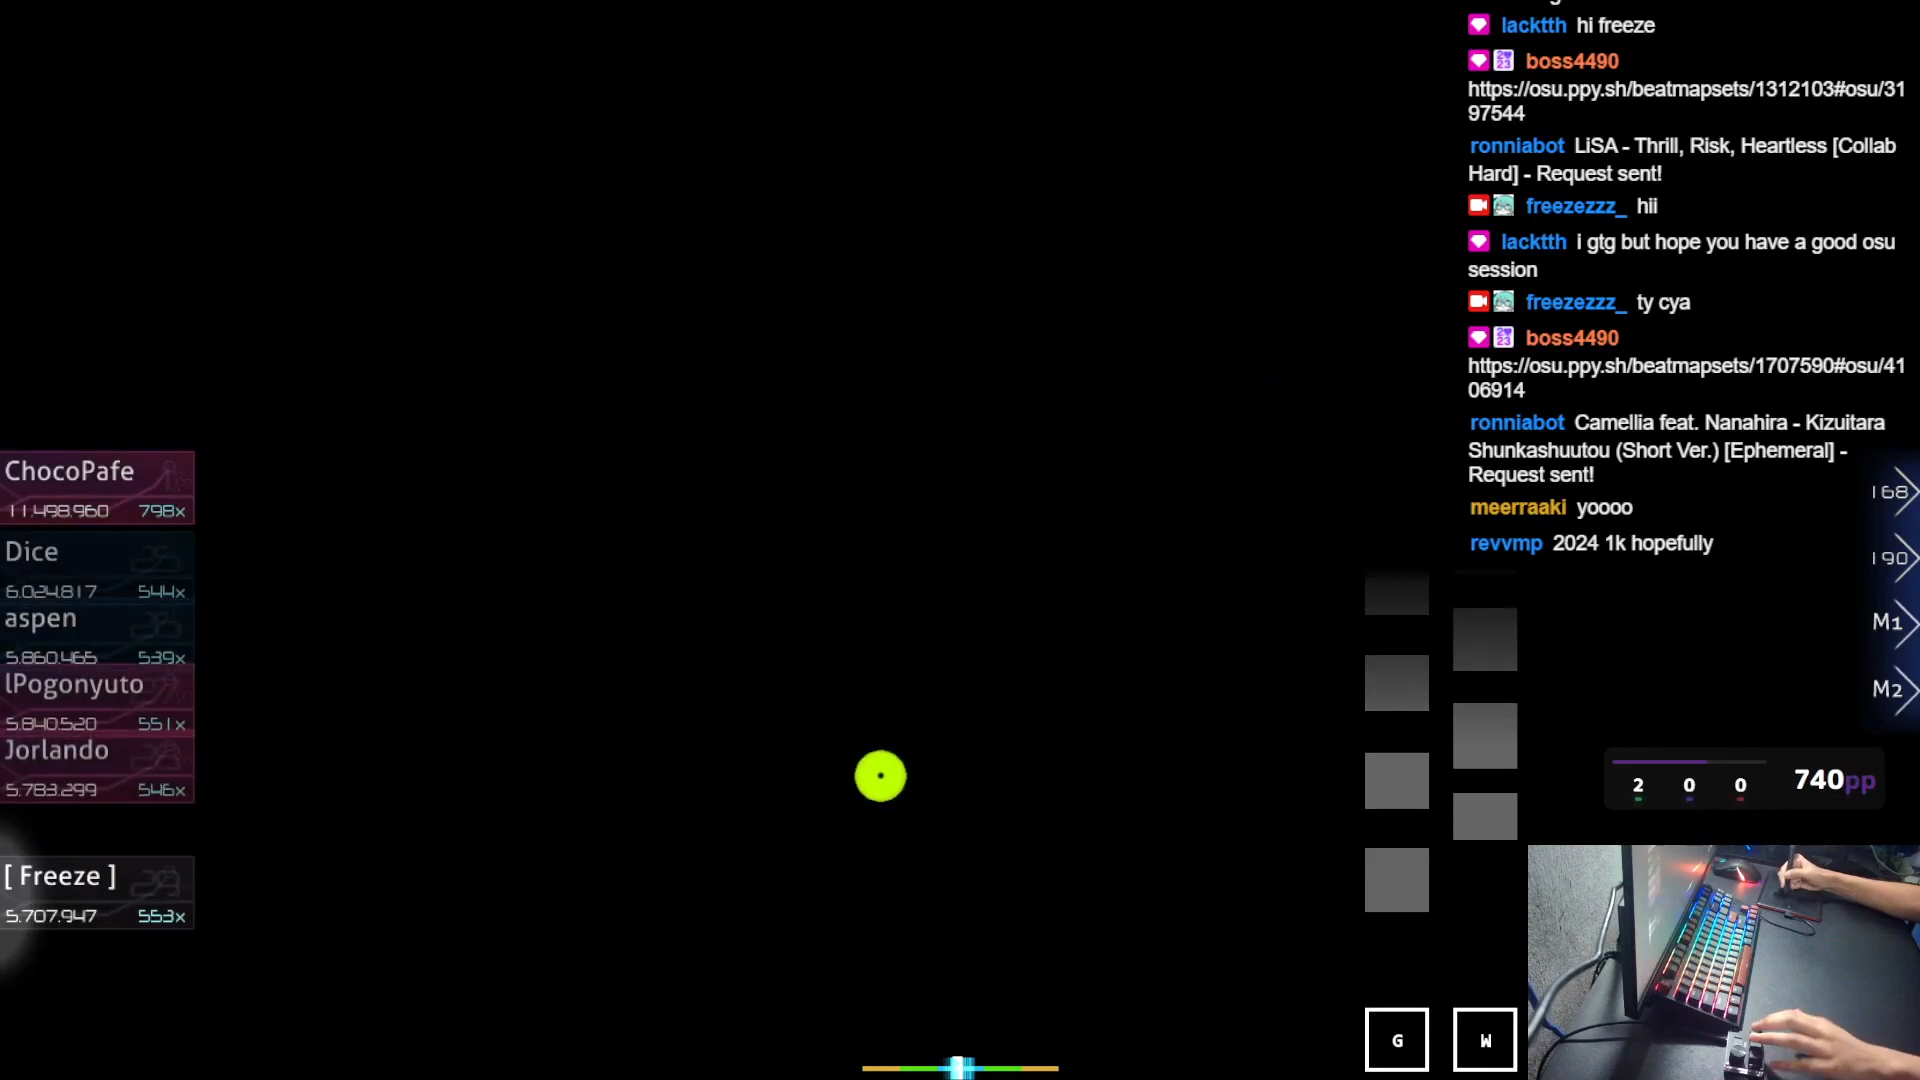 lacktth hi freeze
boss4490
https://osu.ppy.sh/beatmapsets/1312103#osu/31
97544
ronniabot LiSA - Thrill, Risk, Heartless [Collab
Hard] - Request sent!
freezezzz_ hii
lacktth i gtg but hope you have a good osu
session
freezezzz_ ty cya
boss4490
https://osu.ppy.sh/beatmapsets/1707590#osu/41
06914
ronniabot Camellia feat. Nanahira - Kizuitara
Shunkashuutou (Short Ver.) [Ephemeral] -
Request sent!
meerraaki yoooo
revvmp 2024 1k hopefully
ChocoPafe
11.498.960 798x
Dice
6.024.817 544x
aspen
5.860.465 539x
lPogonyuto
5.840.520 551x
Jorlando
5.783.299 546x
[ Freeze ]
5.707.947 553x
168
190
M1
M2
2 0 0 740pp
G W